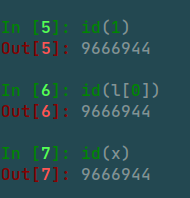 In [5]: id(1)
Out[5]: 9666944
In [6]: id(l[0])
Out[6]: 9666944
In [7]: id(x)
Out[7]: 9666944